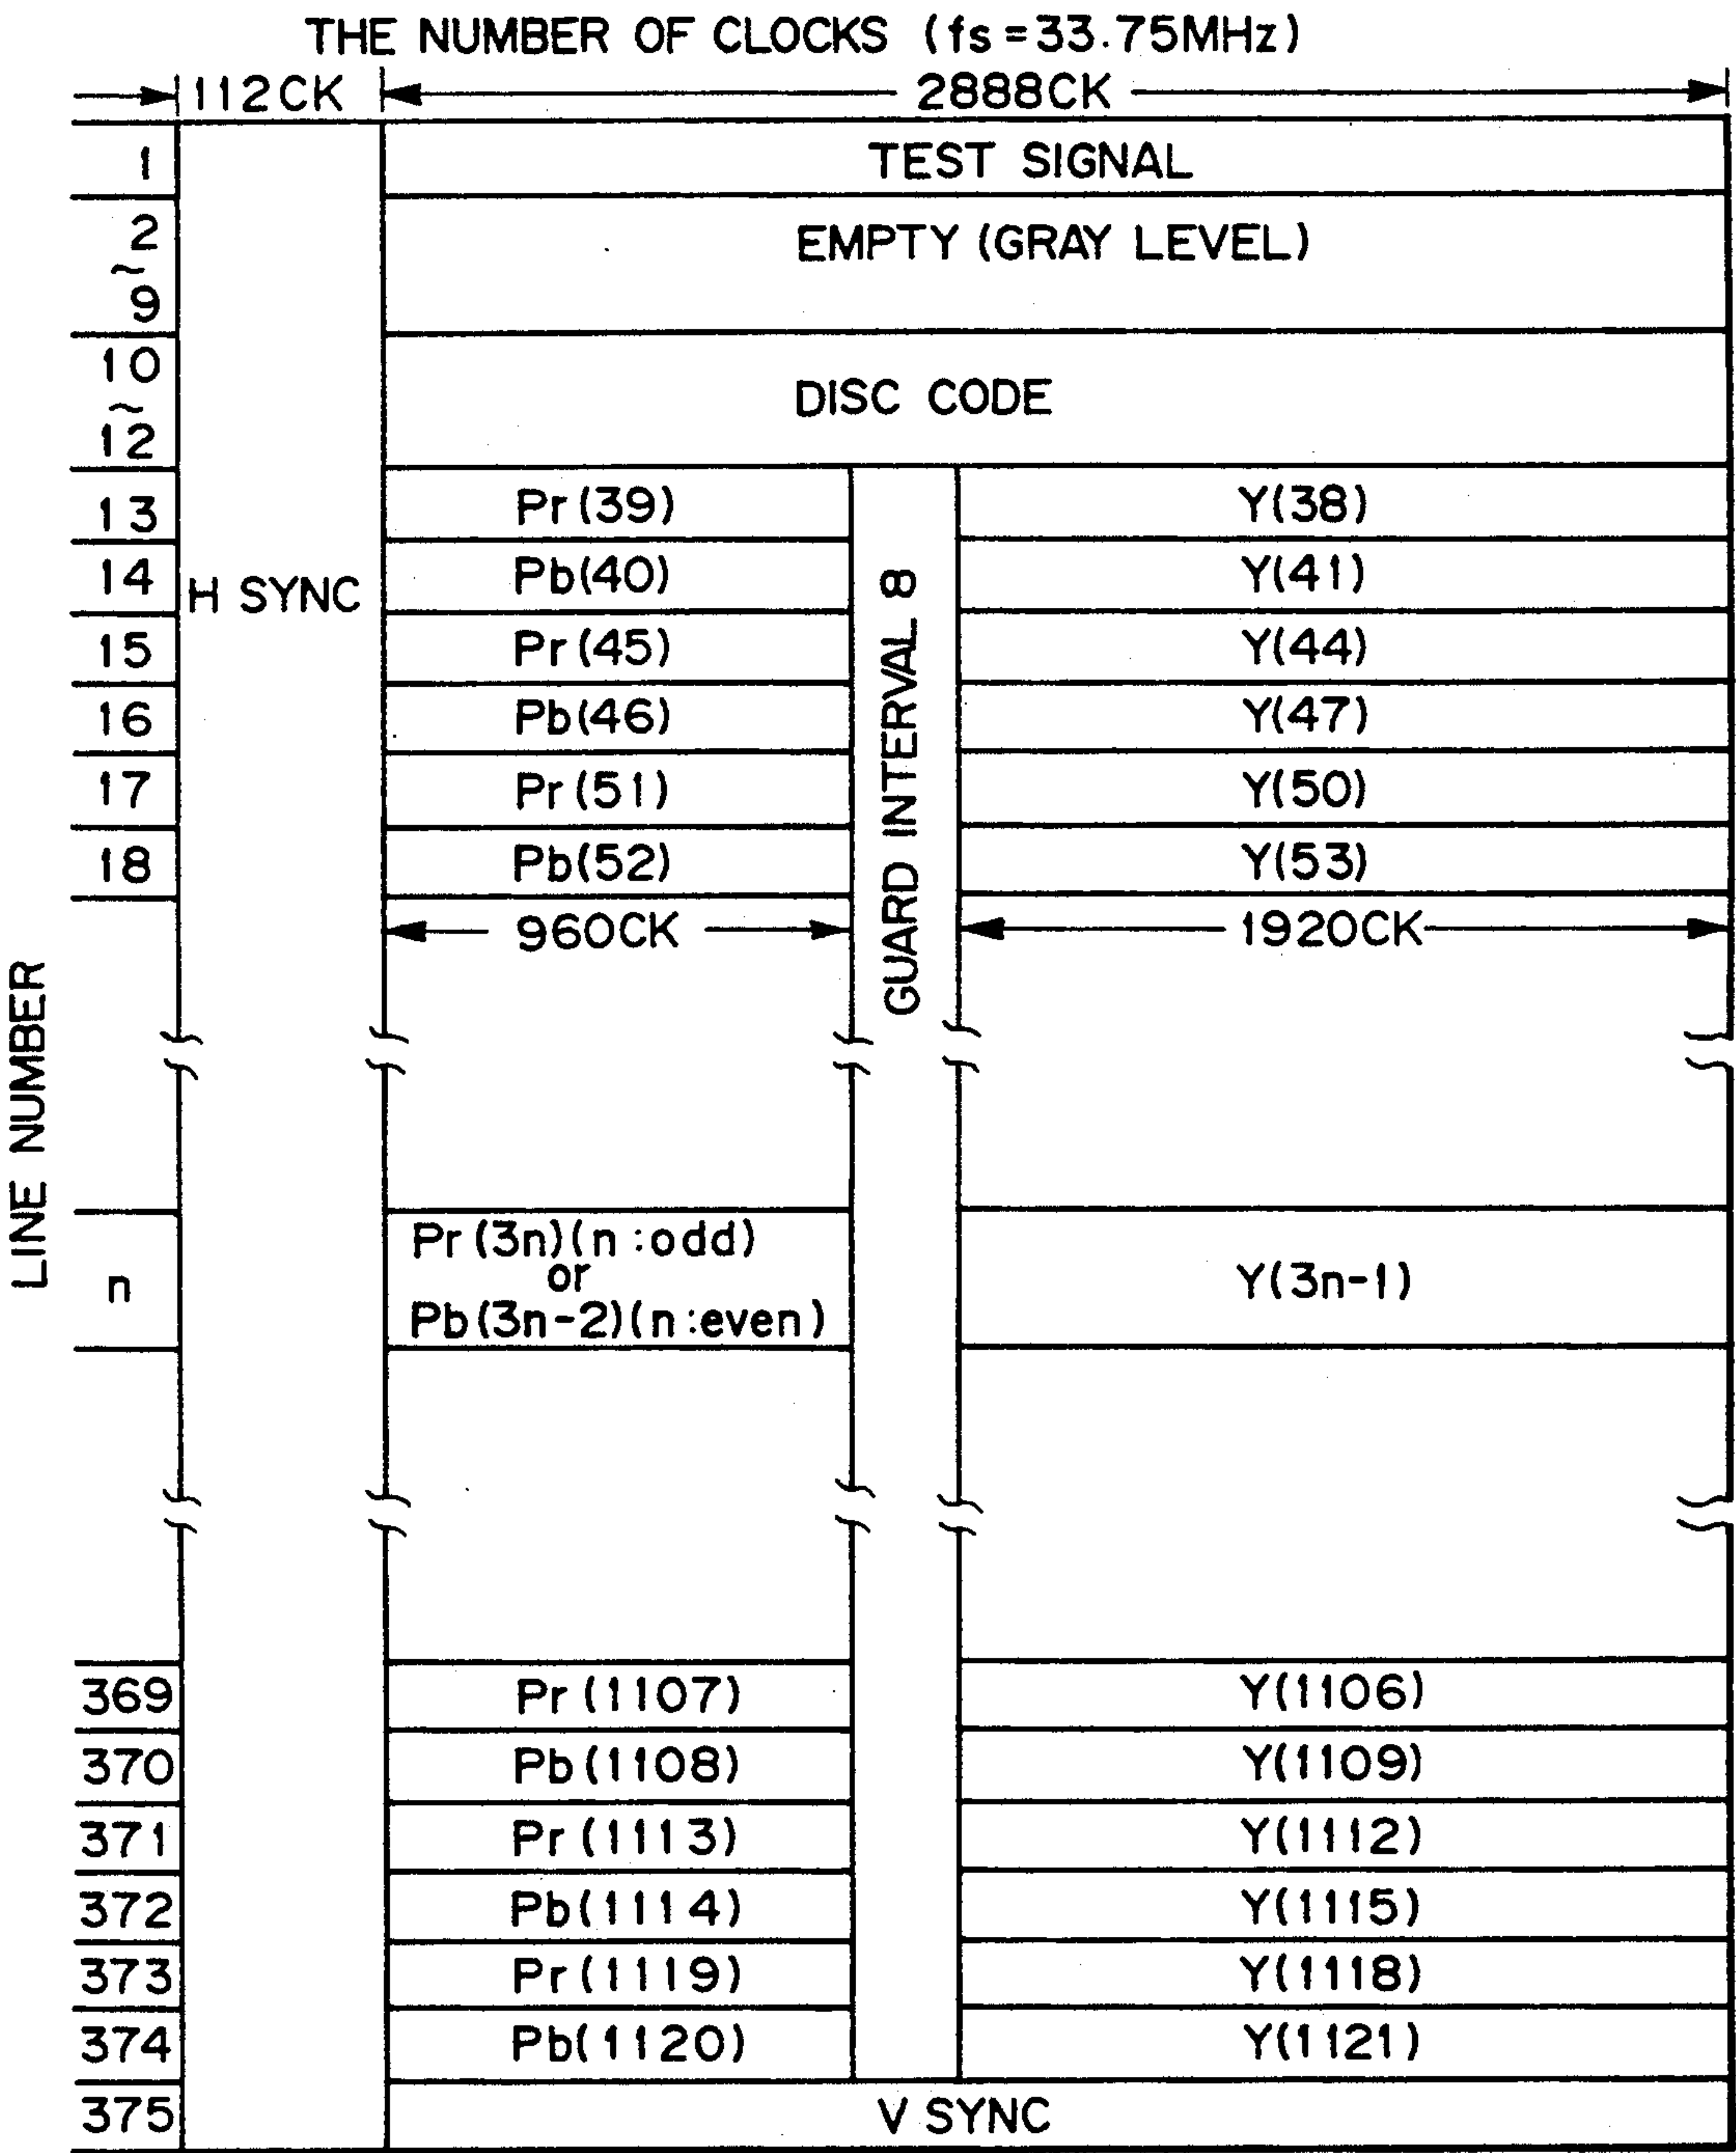 THE NUMBER OF CLOCKS (fs=33.75MHz)
112CK 2888CK
1 TEST SIGNAL
2 ~ 9 EMPTY (GRAY LEVEL)
10 ~ 12 DISC CODE
H SYNC
GUARD INTERVAL 8
LINE NUMBER
13 Pr(39) Y(38)
14 Pb(40) Y(41)
15 Pr(45) Y(44)
16 Pb(46) Y(47)
17 Pr(51) Y(50)
18 Pb(52) Y(53)
960CK 1920CK
n Pr(3n)(n:odd) or Pb(3n-2)(n:even) Y(3n-1)
369 Pr(1107) Y(1106)
370 Pb(1108) Y(1109)
371 Pr(1113) Y(1112)
372 Pb(1114) Y(1115)
373 Pr(1119) Y(1118)
374 Pb(1120) Y(1121)
375 V SYNC